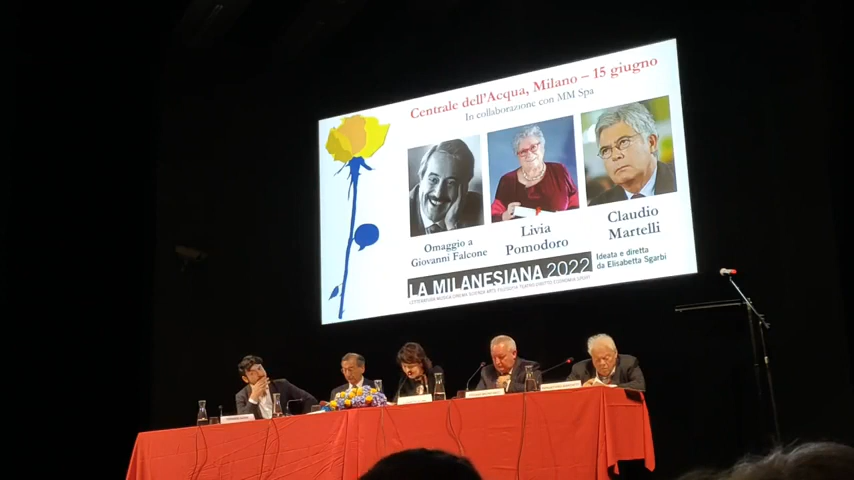 Centrale dell'Acqua, Milano – 15 giugno
In collaborazione con MM Spa
Omaggio a
Giovanni Falcone
Livia
Pomodoro
Claudio
Martelli
LA MILANESIANA 2022
Ideata e diretta
da Elisabetta Sgarbi